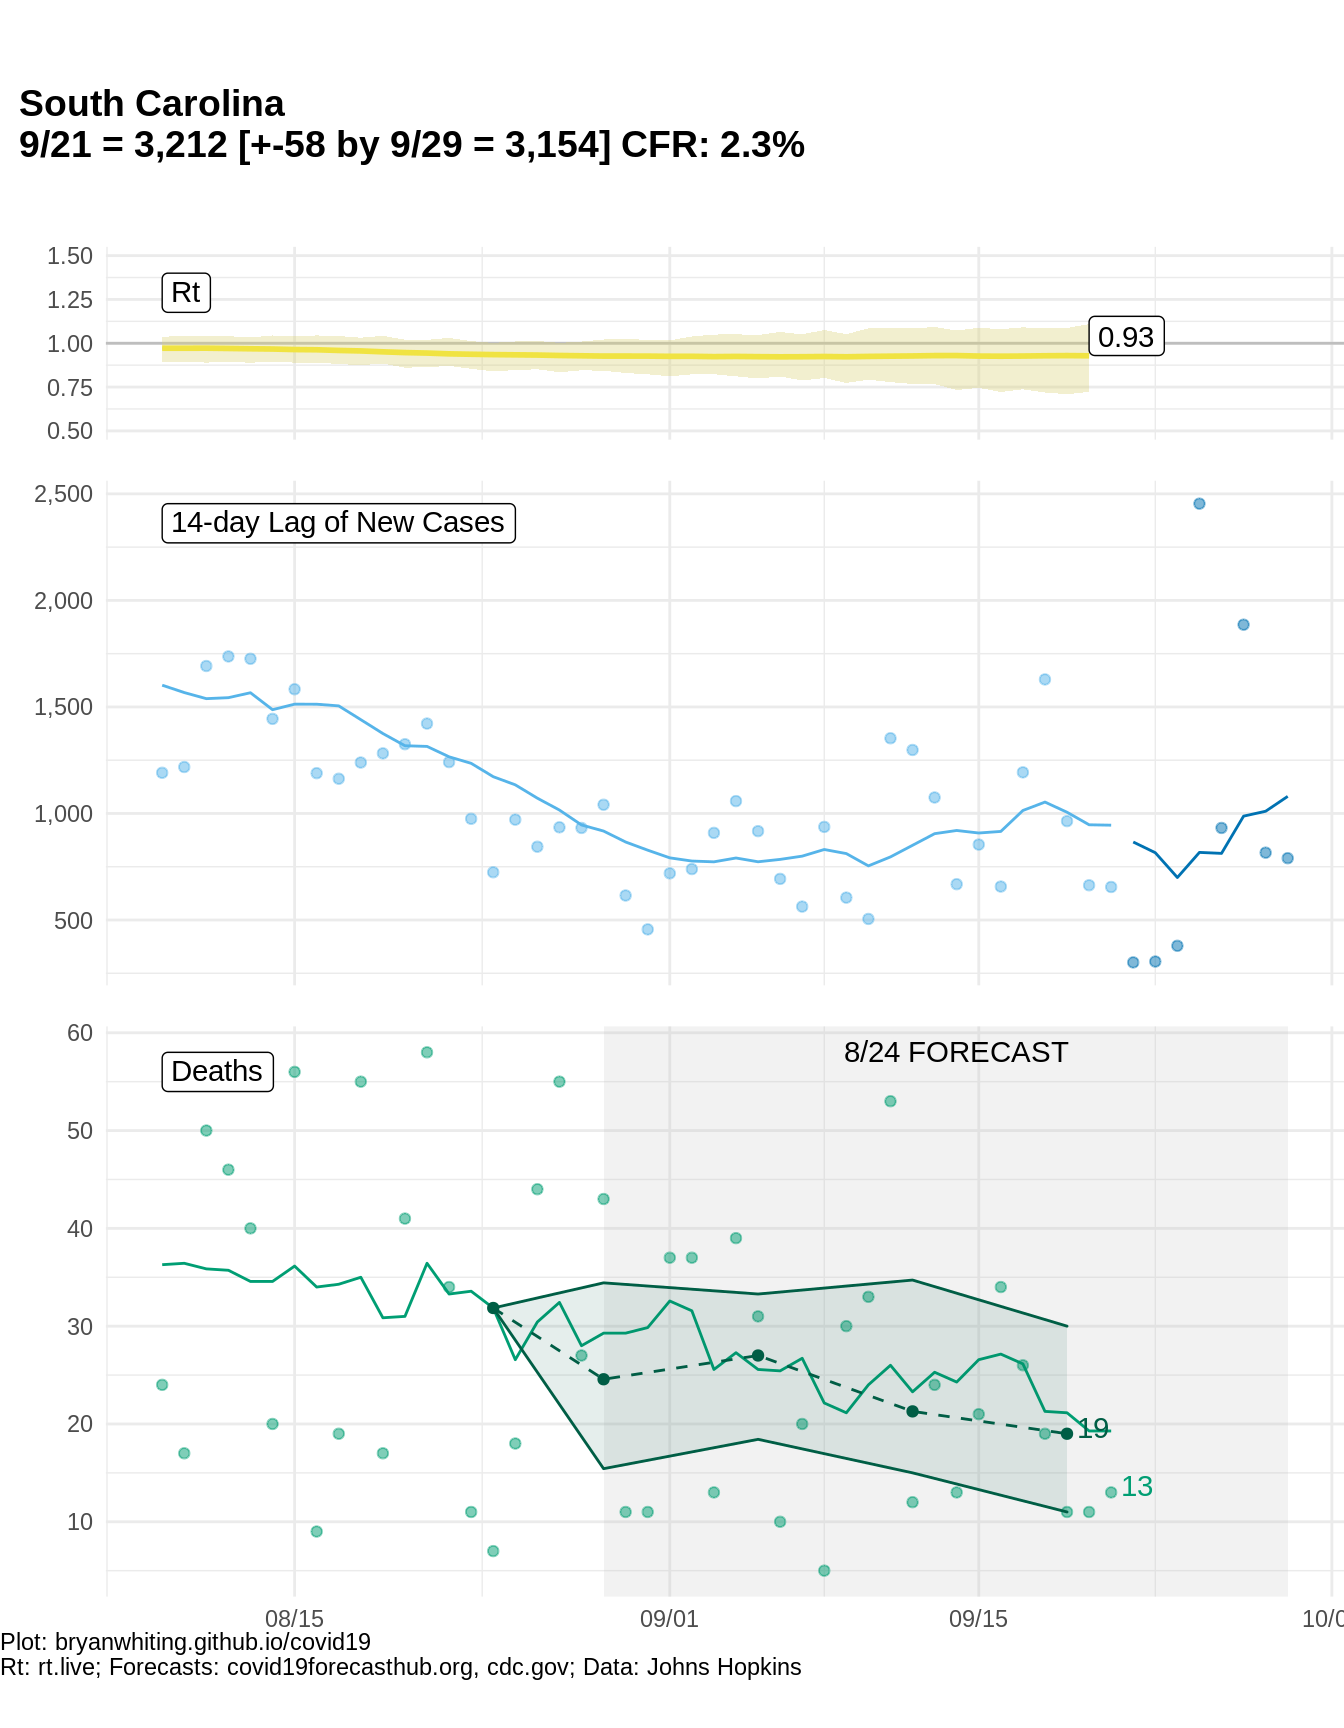 South Carolina
9/21 = 3,212 [+-58 by 9/29 = 3,154] CFR: 2.3%
1.50
1.25
1.00
0.75
0.50
Rt
0.93
2,500
2,000
1,500
1,000
500
14-day Lag of New Cases
60
50
40
30
20
10
Deaths
8/24 FORECAST
19
13
08/15
09/01
09/15
10/0
Plot: bryanwhiting.github.io/covid19
Rt: rt.live; Forecasts: covid19forecasthub.org, cdc.gov; Data: Johns Hopkins